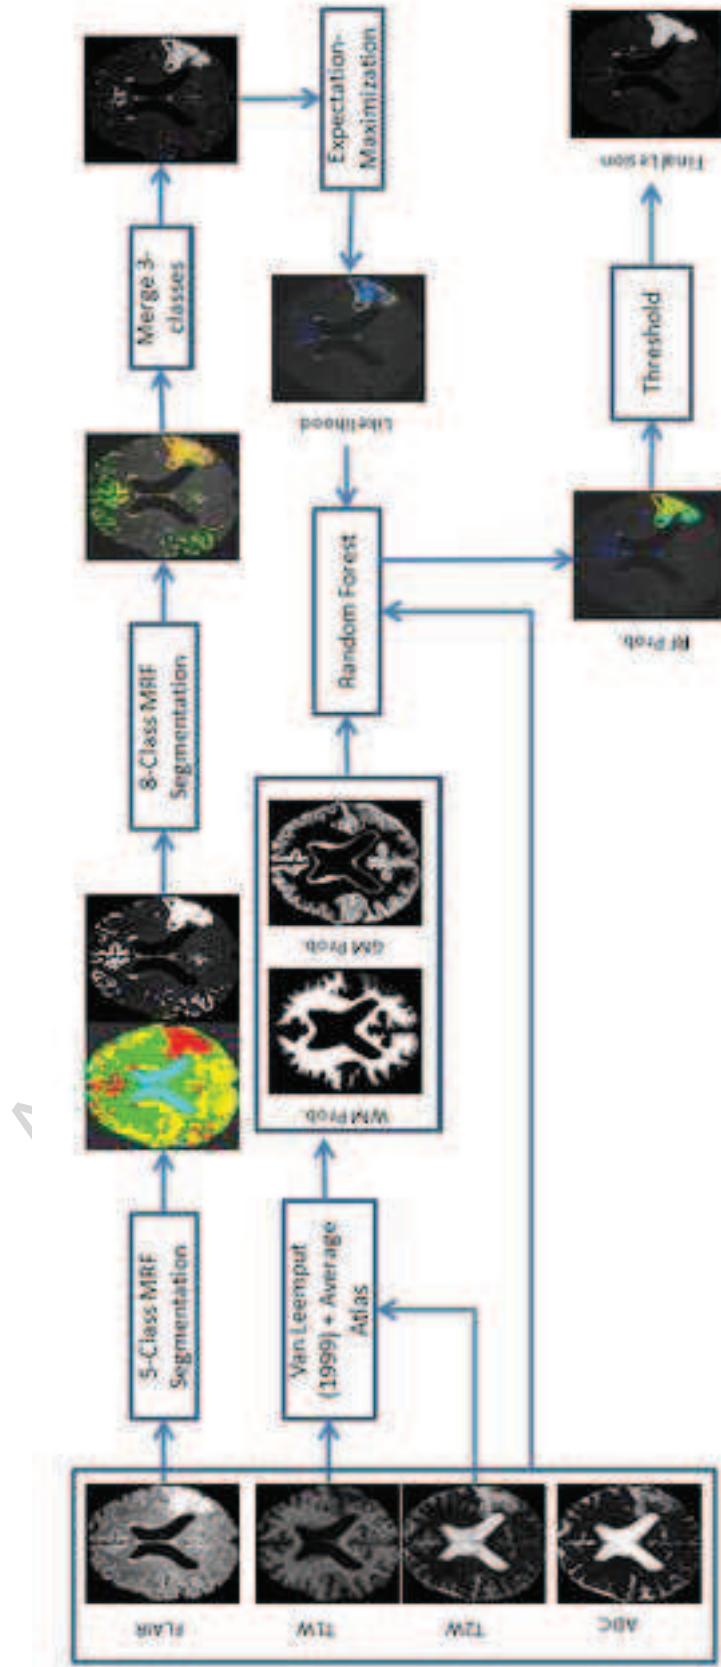 FLAIR
T1W
T2W
ADC
5-Class MRF
Segmentation
8-Class MRF
Segmentation
Merge 3-
classes
Expectation-
Maximization
Van Leemput
(1999) + Average
Atlas
WM Prob.
GM Prob.
Random Forest
Likelihood
RF Prob.
Threshold
Final Lesion